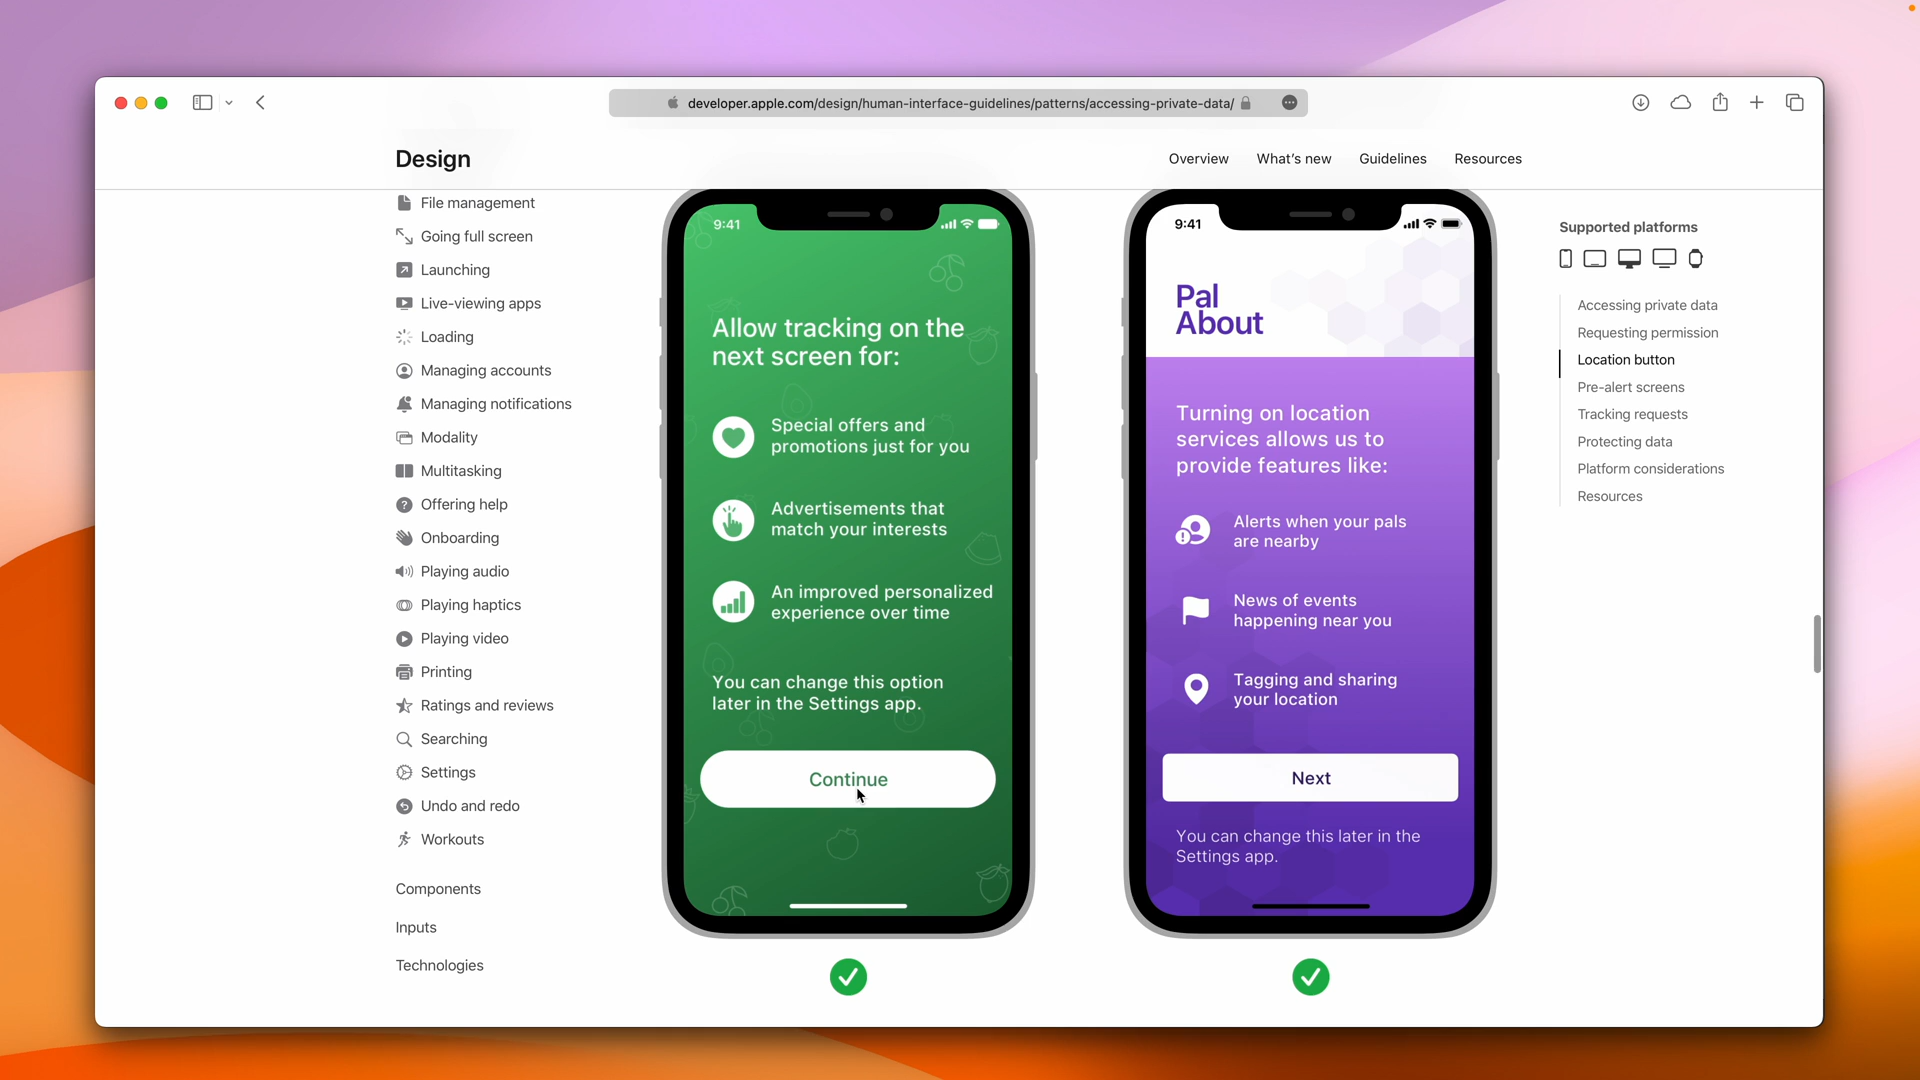 developer.apple.com/design/human-interface-guidelines/patterns/accessing-private-data/
Design
Overview
What's new
Guidelines
Resources
File management
Going full screen
Launching
Live-viewing apps
Loading
Managing accounts
Managing notifications
Modality
Multitasking
Offering help
Onboarding
Playing audio
Playing haptics
Playing video
Printing
Ratings and reviews
Searching
Settings
Undo and redo
Workouts
Components
Inputs
Technologies
9:41
Allow tracking on the
next screen for:
Special offers and
promotions just for you
Advertisements that
match your interests
An improved personalized
experience over time
You can change this option
later in the Settings app.
Continue
9:41
Pal
About
Turning on location
services allows us to
provide features like:
Alerts when your pals
are nearby
News of events
happening near you
Tagging and sharing
your location
Next
You can change this later in the
Settings app.
Supported platforms
Accessing private data
Requesting permission
Location button
Pre-alert screens
Tracking requests
Protecting data
Platform considerations
Resources